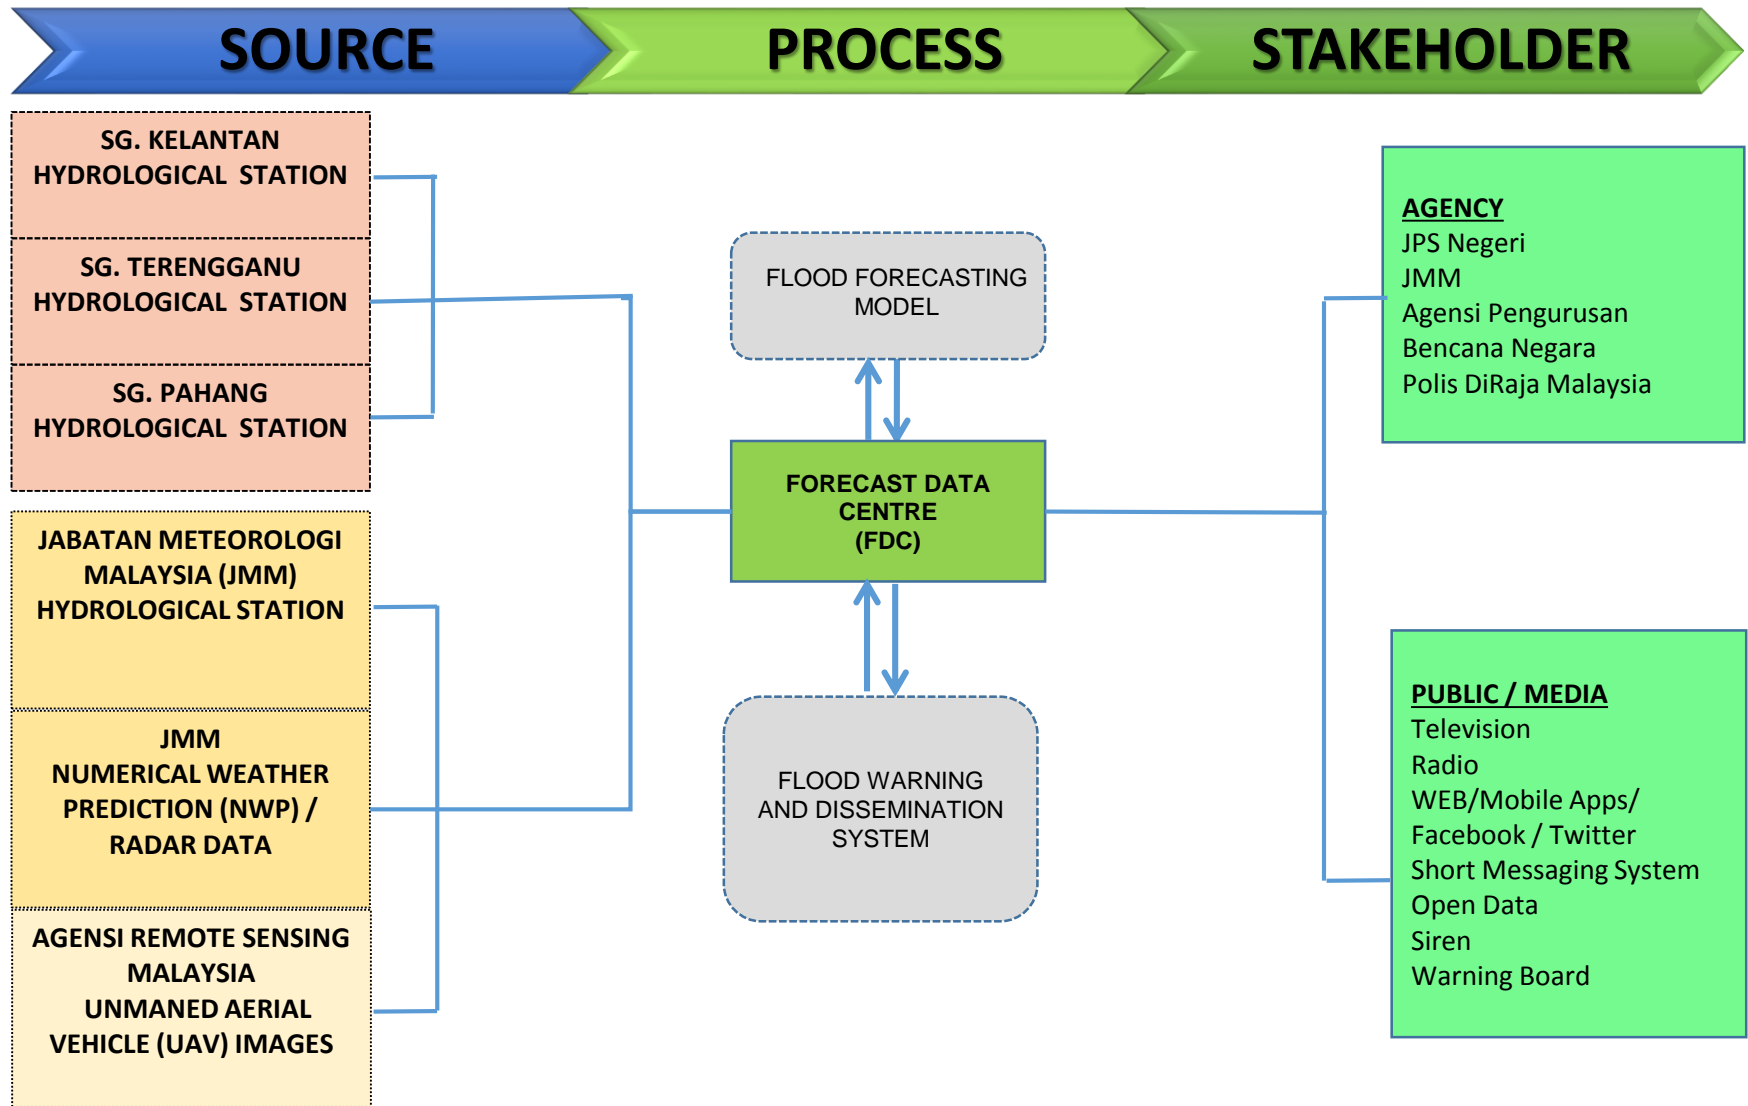 SOURCE
PROCESS
STAKEHOLDER
SG. KELANTAN
HYDROLOGICAL STATION
SG. TERENGGANU
HYDROLOGICAL STATION
SG. PAHANG
HYDROLOGICAL STATION
JABATAN METEOROLOGI
MALAYSIA (JMM)
HYDROLOGICAL STATION
JMM
NUMERICAL WEATHER
PREDICTION (NWP) /
RADAR DATA
AGENSI REMOTE SENSING
MALAYSIA
UNMANED AERIAL
VEHICLE (UAV) IMAGES
FLOOD FORECASTING
MODEL
FORECAST DATA
CENTRE
(FDC)
FLOOD WARNING
AND DISSEMINATION
SYSTEM
AGENCY
JPS Negeri
JMM
Agensi Pengurusan
Bencana Negara
Polis DiRaja Malaysia
PUBLIC / MEDIA
Television
Radio
WEB/Mobile Apps/
Facebook / Twitter
Short Messaging System
Open Data
Siren
Warning Board